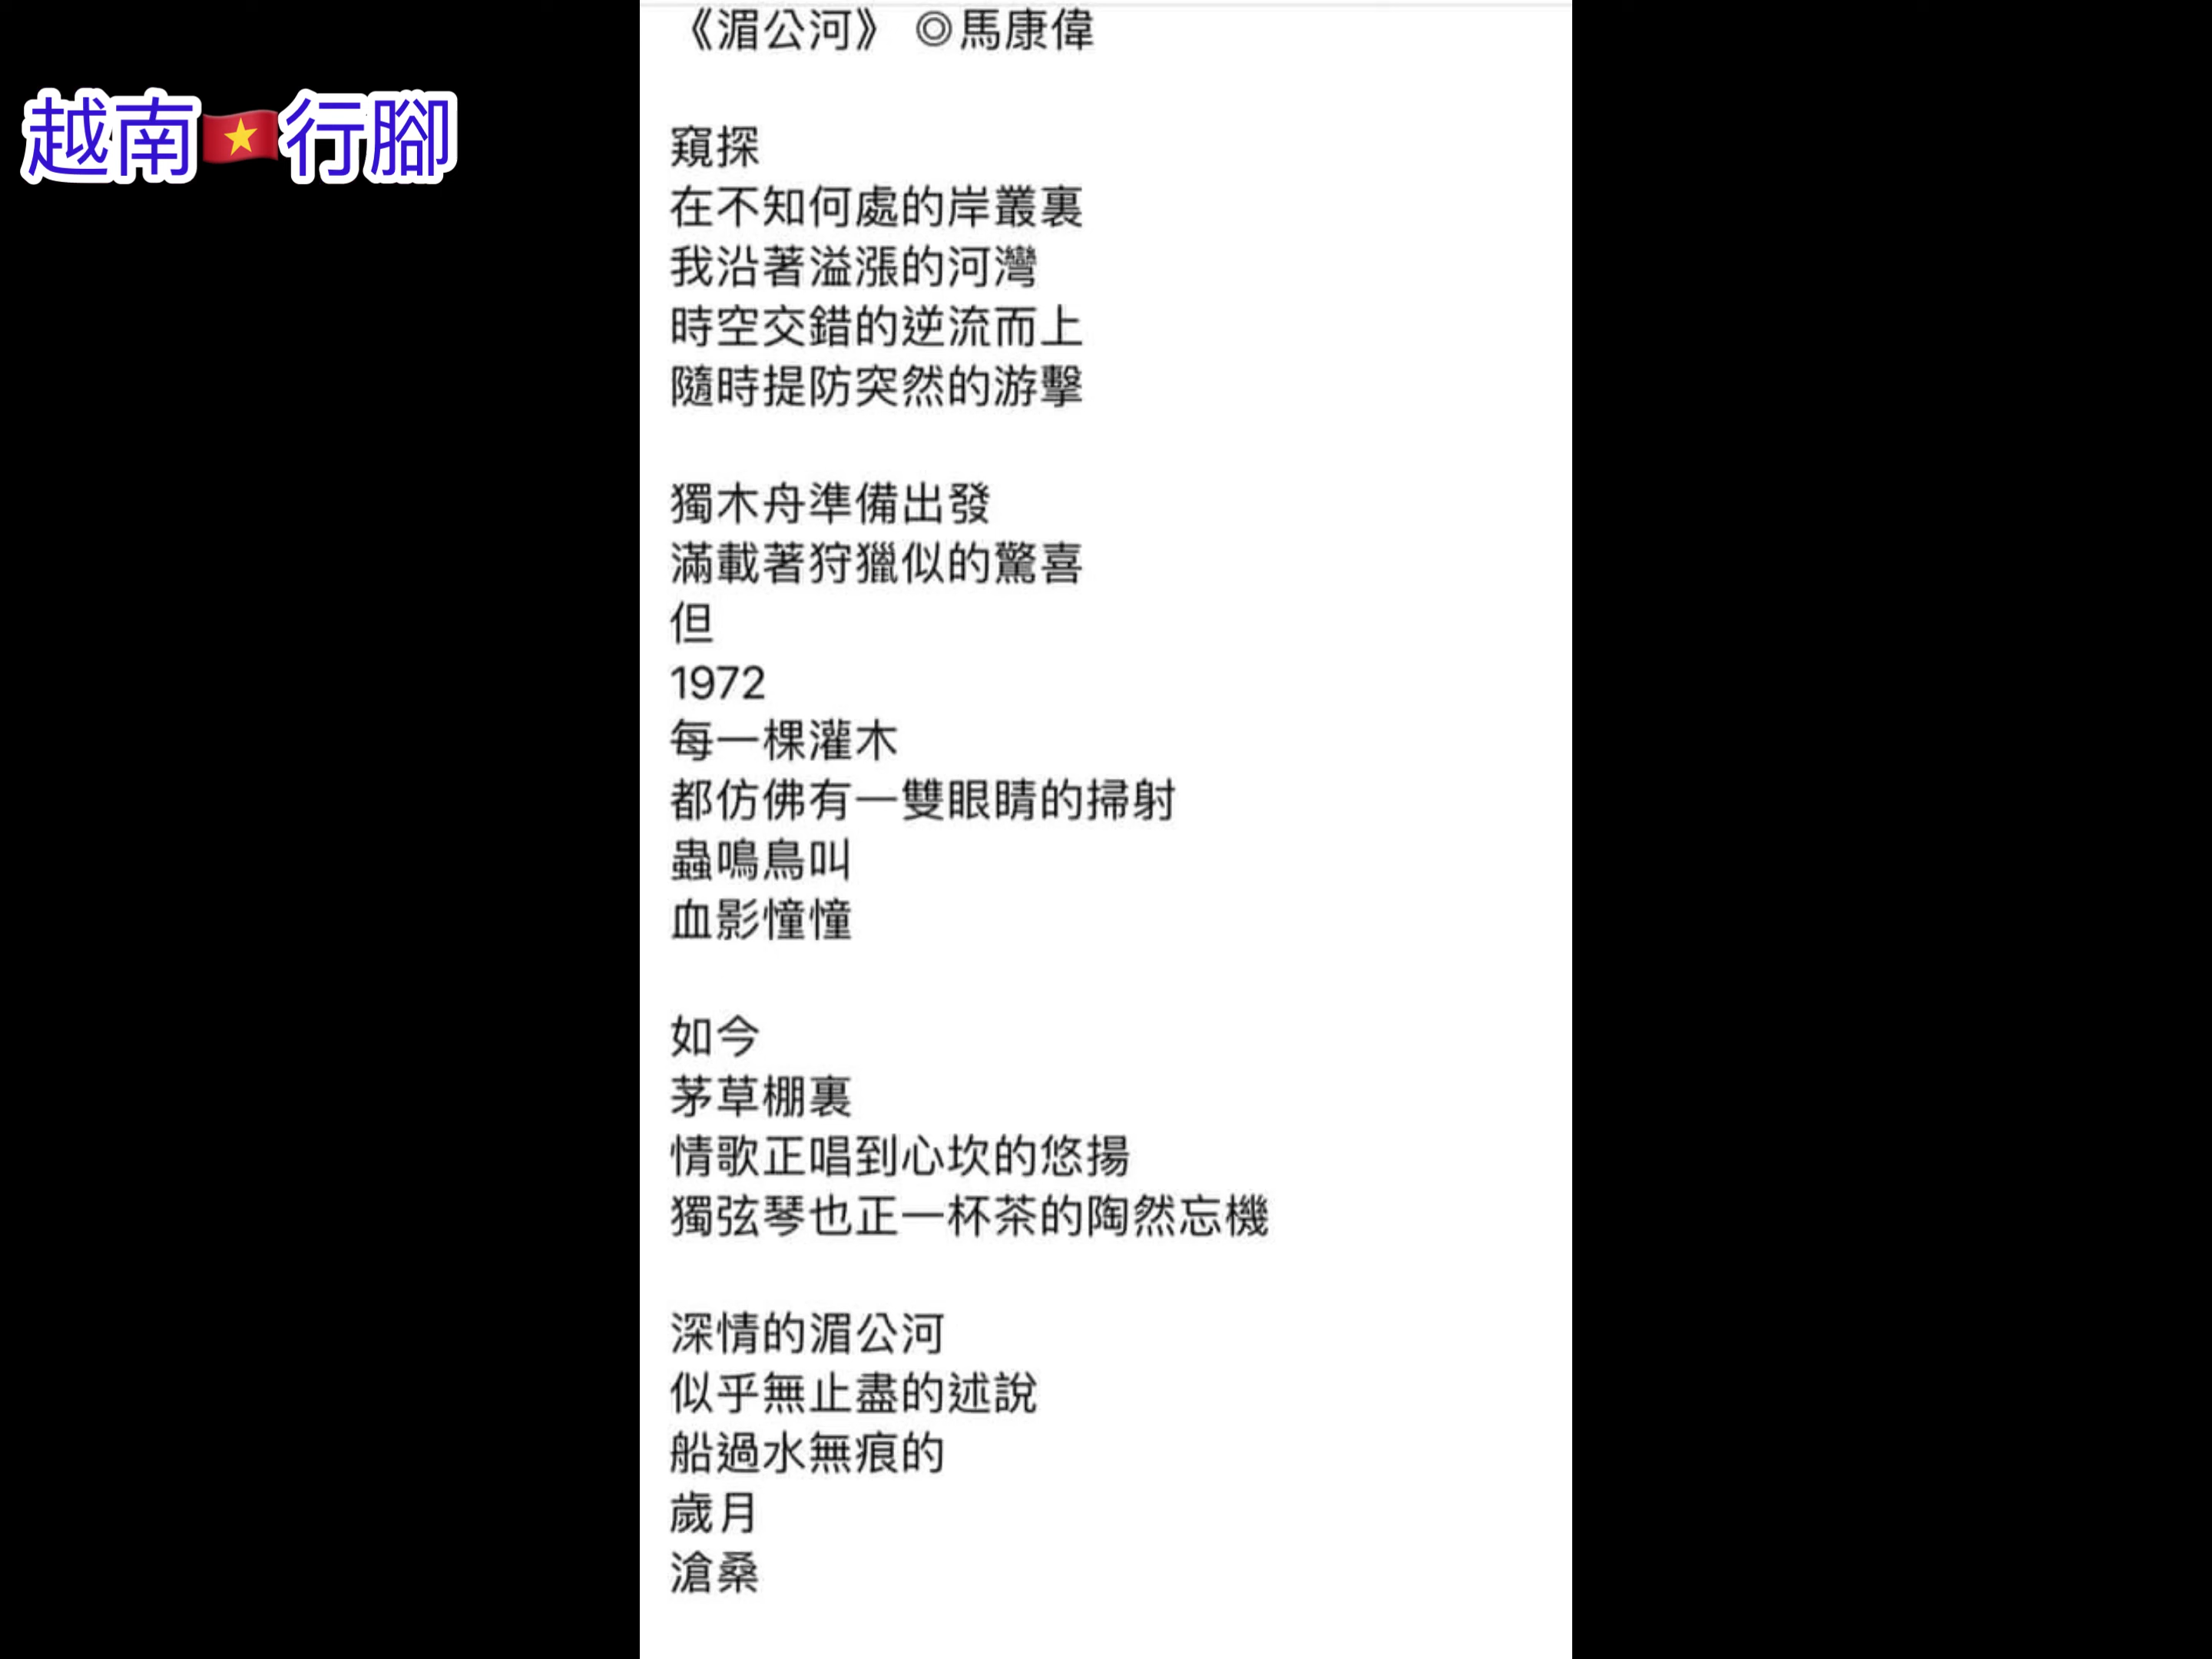 越南🇻🇳行腳
《湄公河》 ◎馬康偉
窺探
在不知何處的岸叢裏
我沿著溢漲的河灣
時空交錯的逆流而上
隨時提防突然的游擊
獨木舟準備出發
滿載著狩獵似的驚喜
但
1972
每一棵灌木
都仿佛有一雙眼睛的掃射
蟲鳴鳥叫
血影憧憧
如今
茅草棚裏
情歌正唱到心坎的悠揚
獨弦琴也正一杯茶的陶然忘機
深情的湄公河
似乎無止盡的述說
船過水無痕的
歲月
滄桑